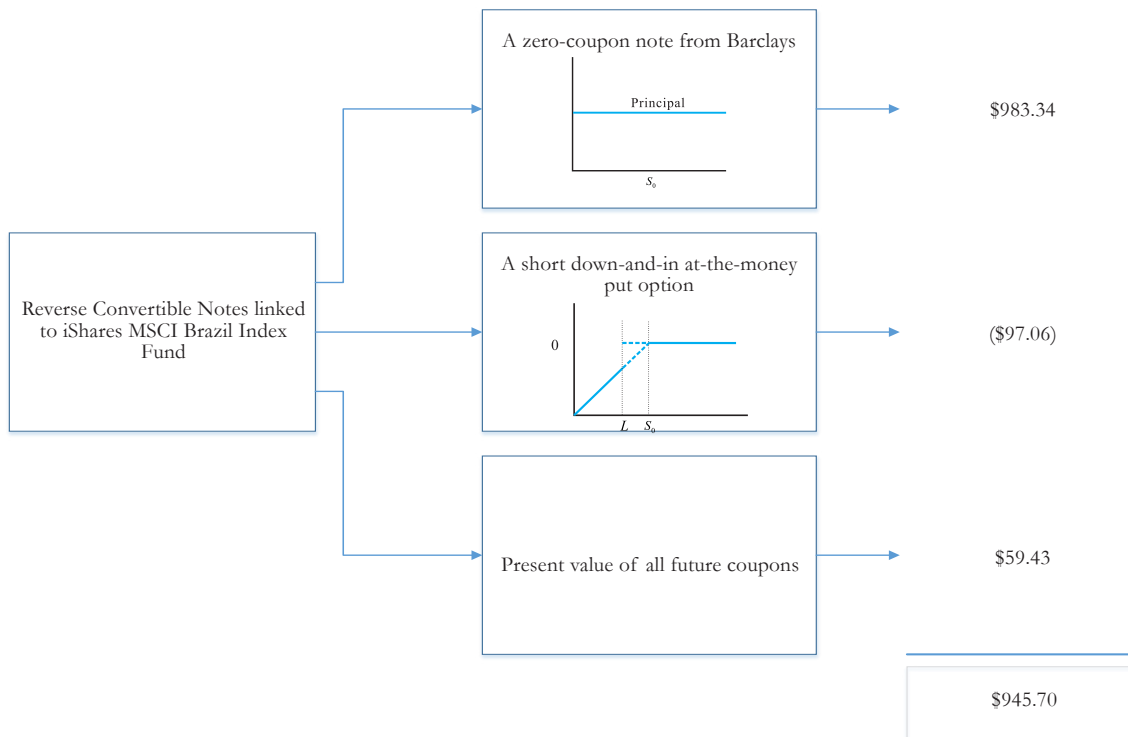 Reverse Convertible Notes linked
to iShares MSCI Brazil Index
Fund
A zero-coupon note from Barclays
Principal
S₀
$983.34
A short down-and-in at-the-money
put option
0
L S₀
($97.06)
Present value of all future coupons
$59.43
$945.70